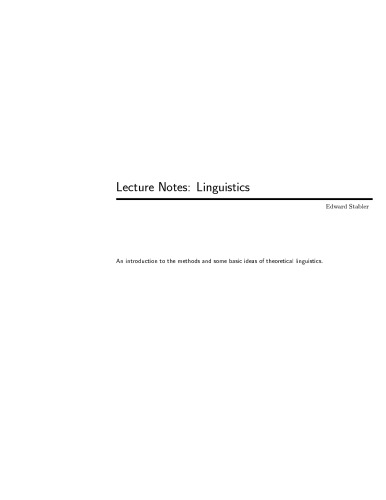 Lecture Notes: Linguistics
Edward Stabler
An introduction to the methods and some basic ideas of theoretical linguistics.